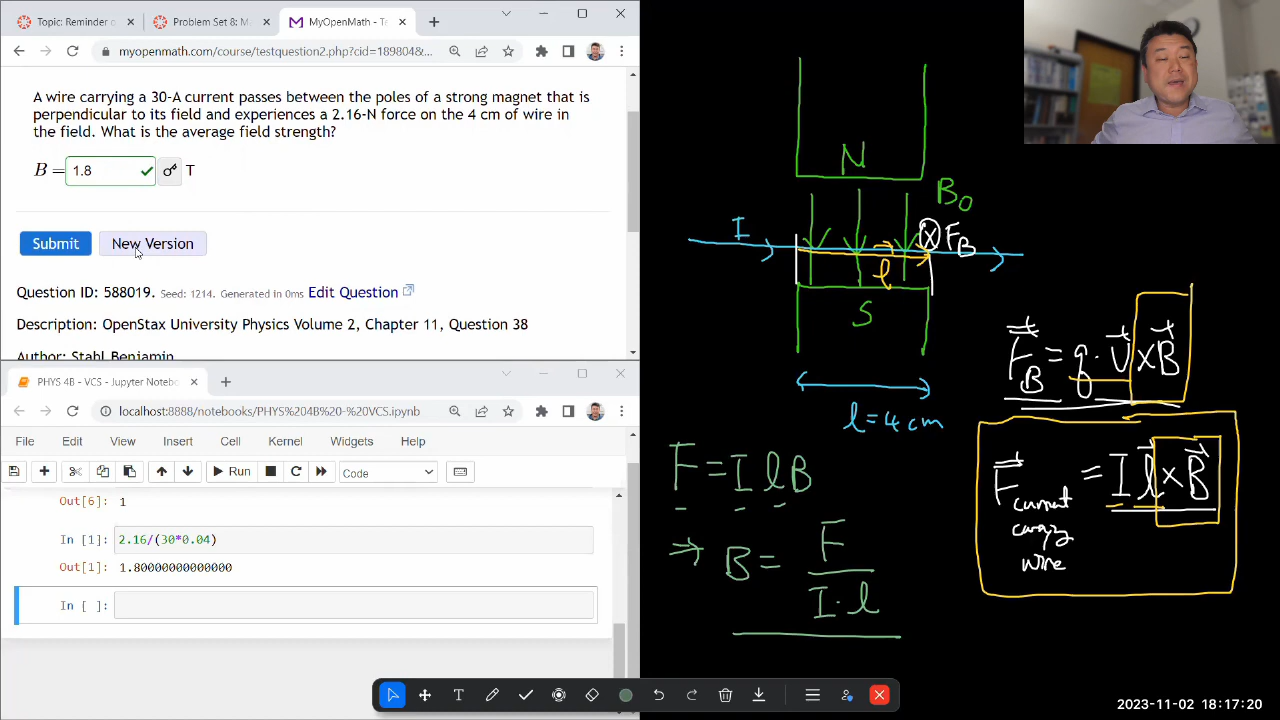 Topic: Reminder o
Problem Set 8: M
MyOpenMath - Te
myopenmath.com/course/testquestion2.php?cid=189804&...
A wire carrying a 30-A current passes between the poles of a strong magnet that is
perpendicular to its field and experiences a 2.16-N force on the 4 cm of wire in
the field. What is the average field strength?
B = 1.8 T
Submit
New Version
Question ID: 588019. Seed: 214. Generated in 0ms Edit Question
Description: OpenStax University Physics Volume 2, Chapter 11, Question 38
Author: Stahl Benjamin
PHYS 4B - VCS - Jupyter Noteb
localhost:8888/notebooks/PHYS%204B%20-%20VCS.ipynb
File Edit View Insert Cell Kernel Widgets Help
Run
Code
Out[6]: 1
In [1]: 2.16/(30*0.04)
Out[1]: 1.80000000000000
In [ ]:
N
B₀
I
x F_B
l
S
l = 4 cm
F⃗_B = q · v⃗ × B⃗
F⃗ current carrying wire = I l⃗ × B⃗
F = I l B
⇒ B = F / I · l
T
2023-11-02 18:17:20